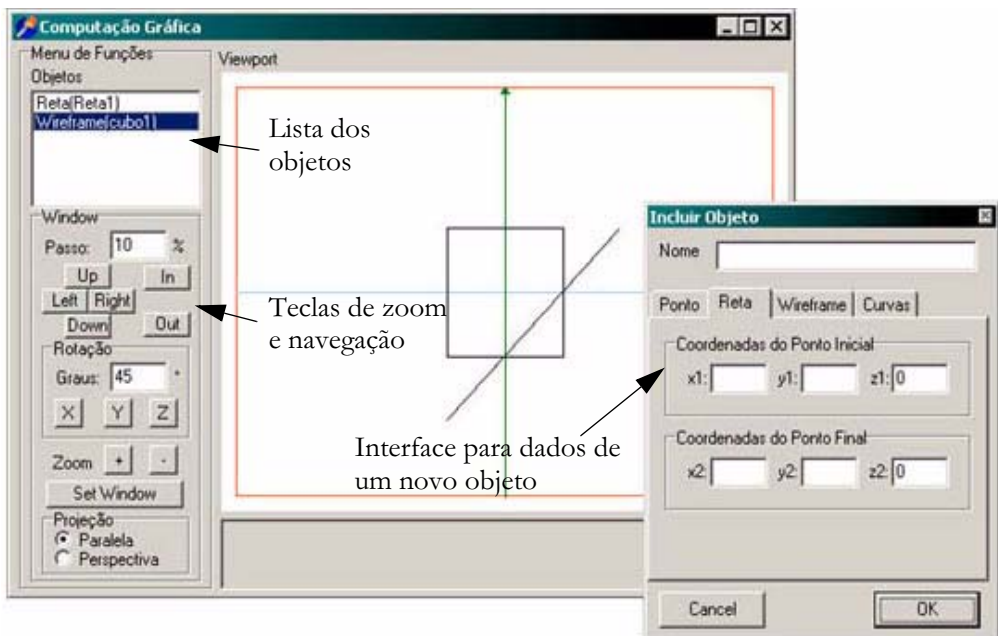 Computação Gráfica
Menu de Funções
Objetos
Reta(Reta1)
Wireframe(cubo1)
Window
Passo: 10 %
Up In
Left Right
Down Out
Rotação
Graus: 45 °
X Y Z
Zoom + -
Set Window
Projeção
Paralela
Perspectiva
Viewport
Lista dos
objetos
Teclas de zoom
e navegação
Interface para dados de
um novo objeto
Incluir Objeto
Nome
Ponto Reta Wireframe Curvas
Coordenadas do Ponto Inicial
x1: y1: z1: 0
Coordenadas do Ponto Final
x2: y2: z2: 0
Cancel OK